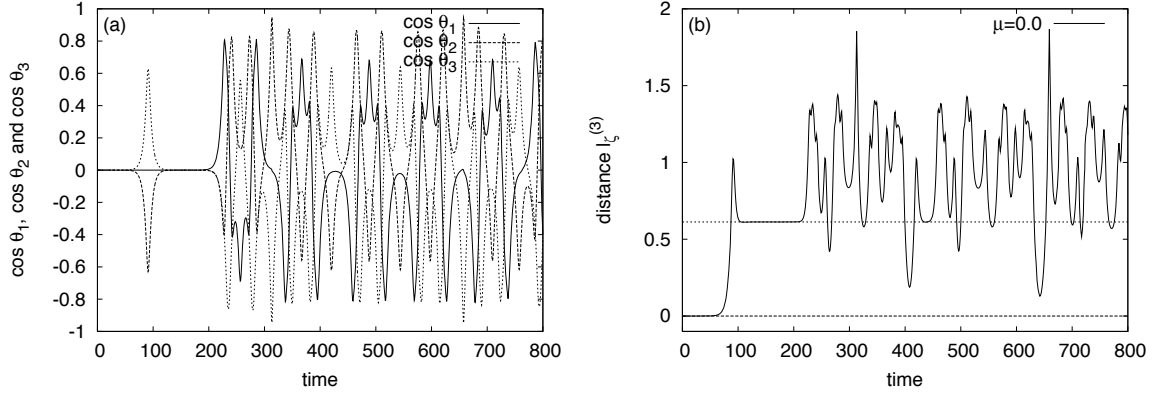 (a)
cos θ1
cos θ2
cos θ3
1
0.8
0.6
0.4
0.2
0
-0.2
-0.4
-0.6
-0.8
-1
cos θ1, cos θ2 and cos θ3
0 100 200 300 400 500 600 700 800
time
(b)
μ=0.0
2
1.5
1
0.5
0
distance lζ(3)
0 100 200 300 400 500 600 700 800
time